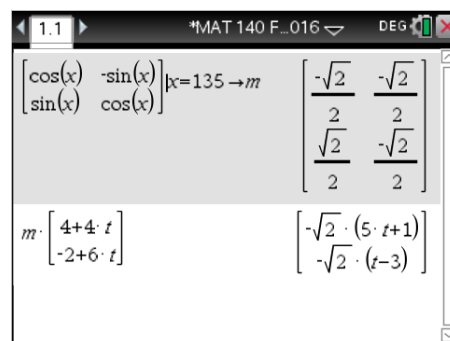 1.1 *MAT 140 F...016 DEG
[cos(x) -sin(x)] |x=135→m [-√2/2 -√2/2]
[sin(x) cos(x)] [√2/2 -√2/2]
m·[4+4·t] [-√2·(5·t+1)]
[-2+6·t] [-√2·(t-3)]